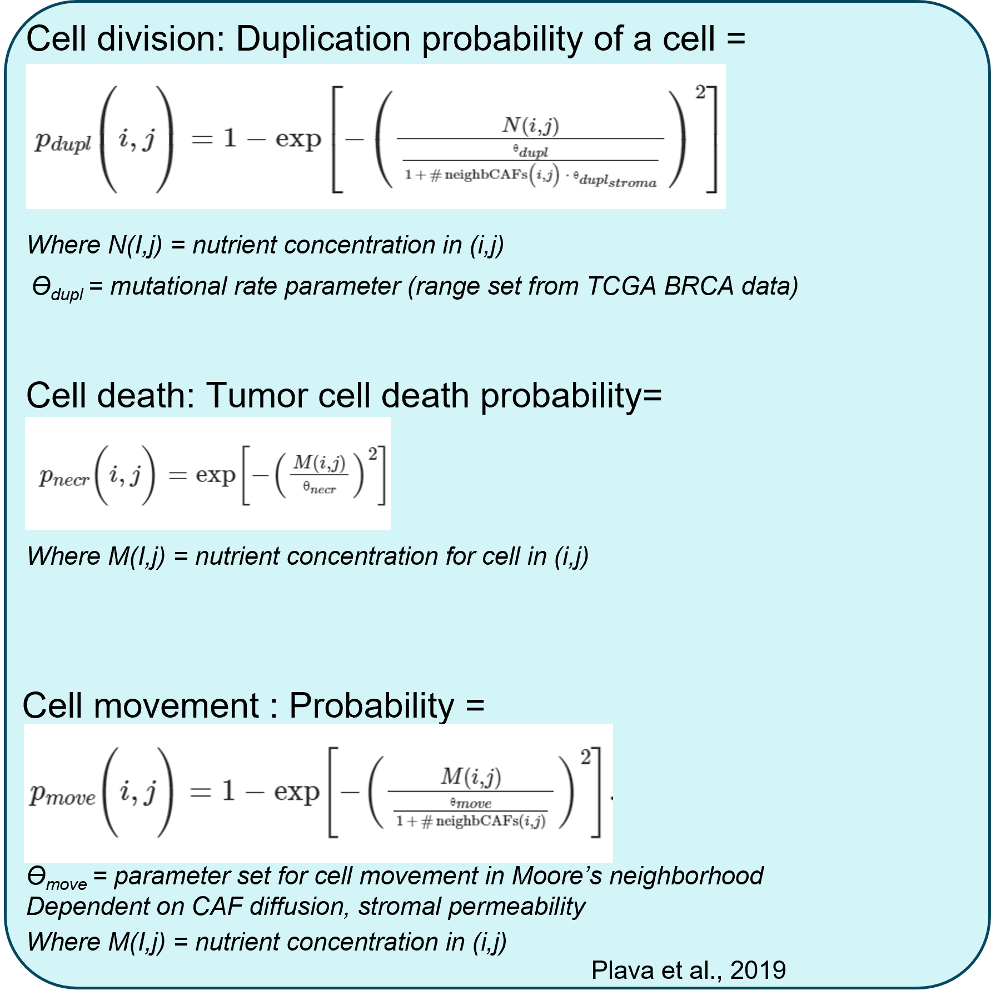 Cell division: Duplication probability of a cell =
p_dupl(i,j) = 1 − exp[−(N(i,j) / (θ_dupl / (1 + # neighbCAFs(i,j) · θ_dupl_stroma)))^2]
Where N(I,j) = nutrient concentration in (i,j)
Ɵ_dupl = mutational rate parameter (range set from TCGA BRCA data)
Cell death: Tumor cell death probability=
p_necr(i,j) = exp[−(M(i,j) / θ_necr)^2]
Where M(I,j) = nutrient concentration for cell in (i,j)
Cell movement : Probability =
p_move(i,j) = 1 − exp[−(M(i,j) / (θ_move / (1 + # neighbCAFs(i,j))))^2].
Ɵ_move = parameter set for cell movement in Moore’s neighborhood
Dependent on CAF diffusion, stromal permeability
Where M(I,j) = nutrient concentration in (i,j)
Plava et al., 2019